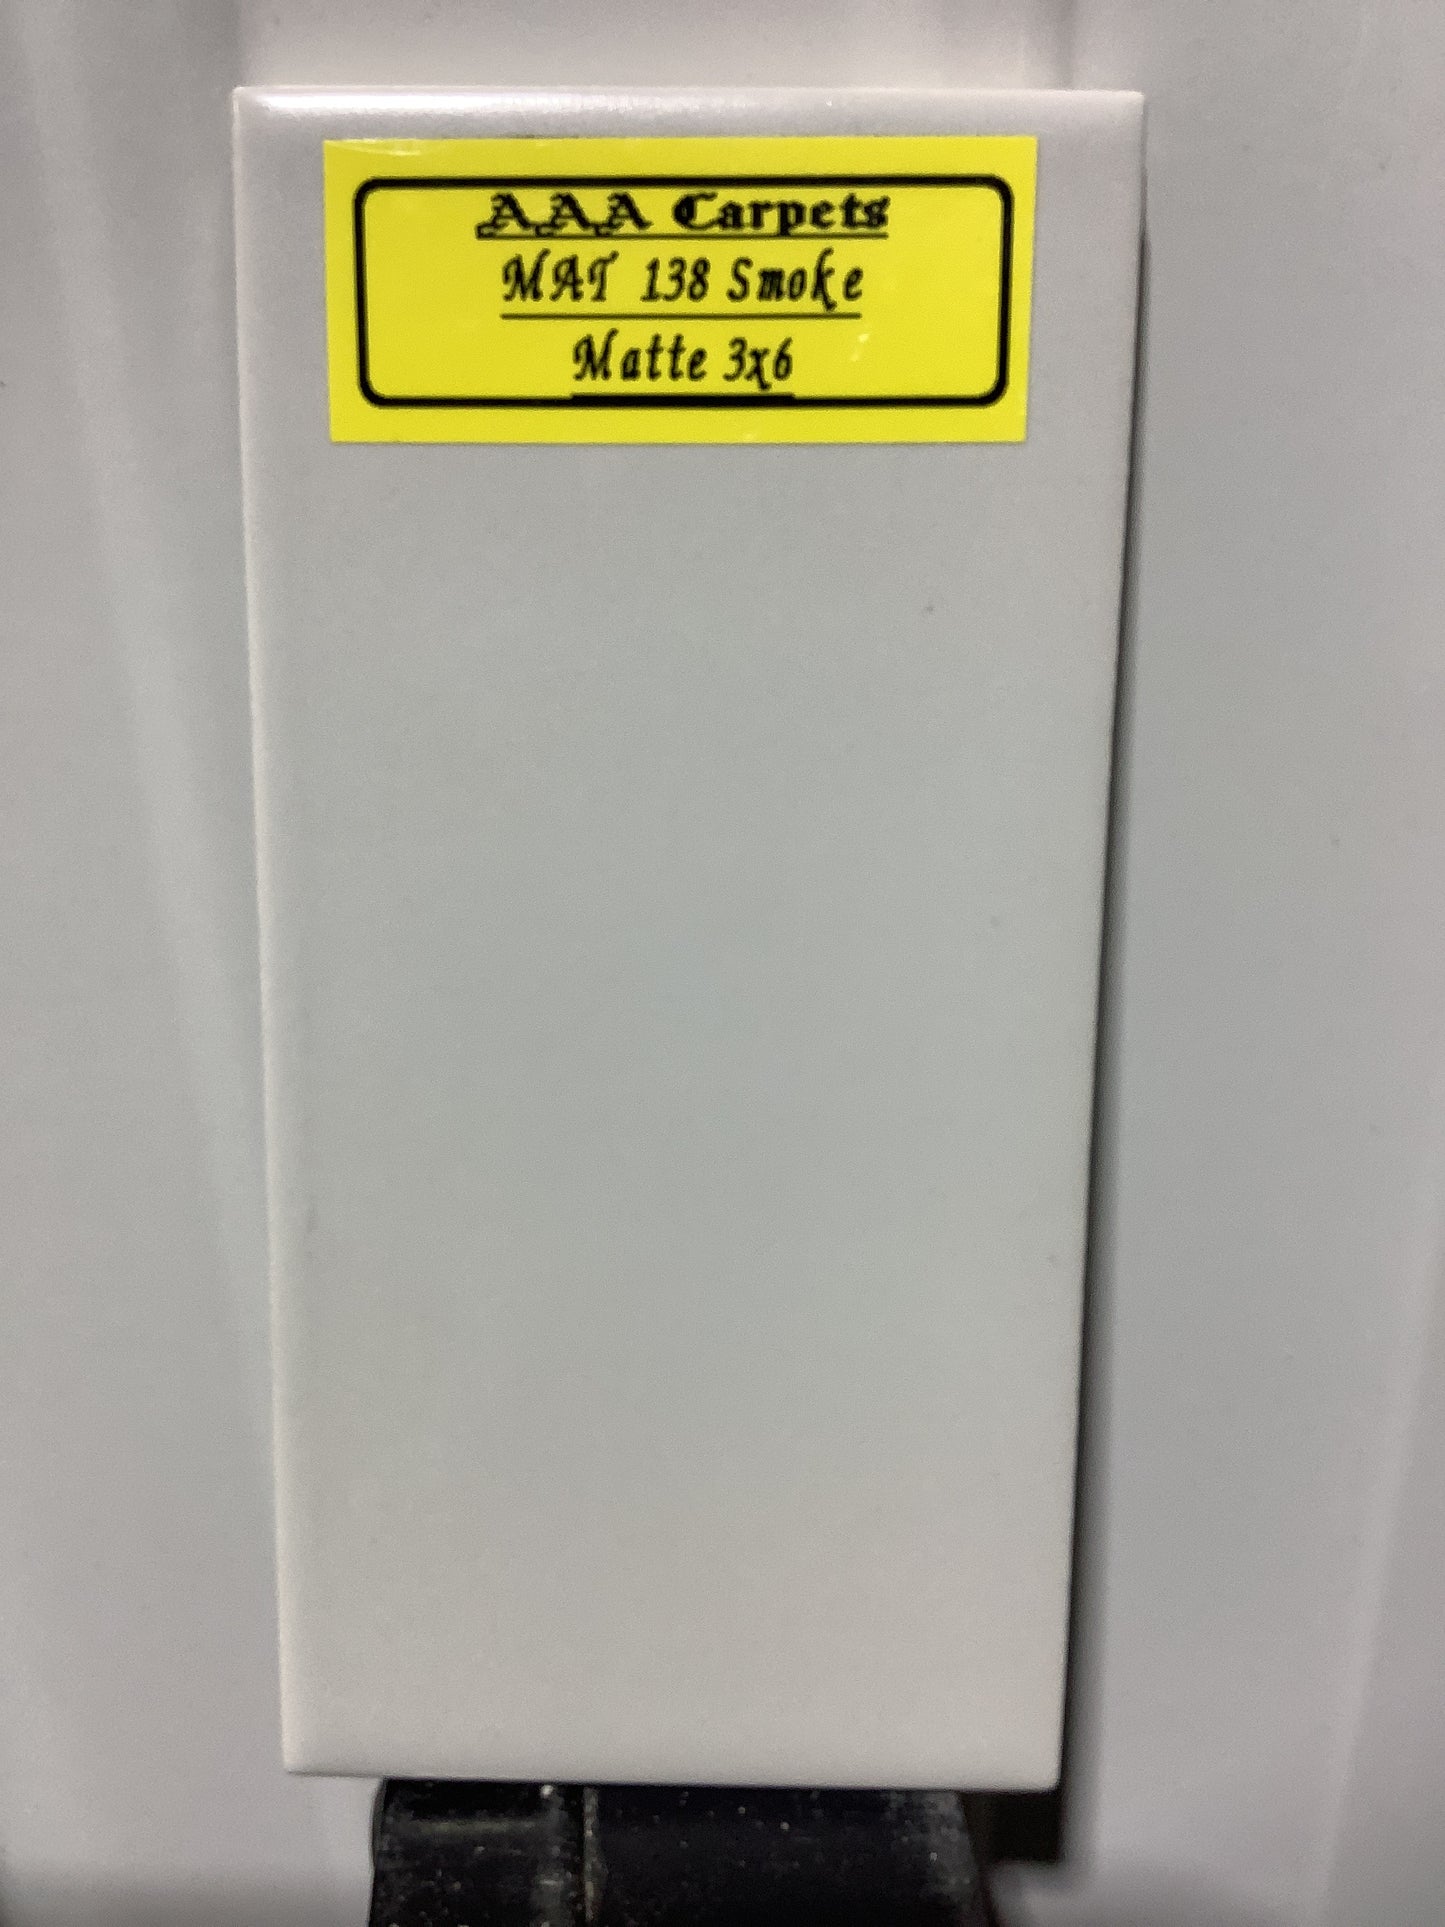 AAA Carpets
MAT 138 Smoke
Matte 3x6